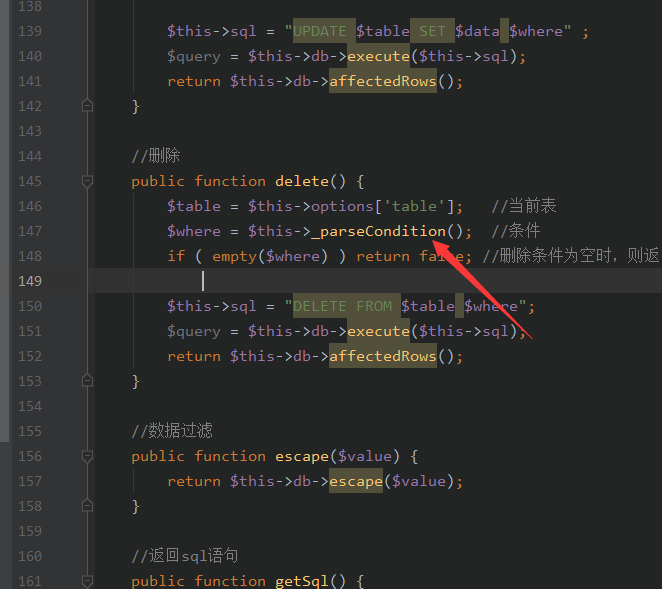 138
139 $this->sql = "UPDATE $table SET $data $where" ;
140 $query = $this->db->execute($this->sql);
141 return $this->db->affectedRows();
142 }
143
144 //删除
145 public function delete() {
146 $table = $this->options['table']; //当前表
147 $where = $this->_parseCondition(); //条件
148 if ( empty($where) ) return false; //删除条件为空时，则返
149
150 $this->sql = "DELETE FROM $table $where";
151 $query = $this->db->execute($this->sql);
152 return $this->db->affectedRows();
153 }
154
155 //数据过滤
156 public function escape($value) {
157 return $this->db->escape($value);
158 }
159
160 //返回sql语句
161 public function getSql() {